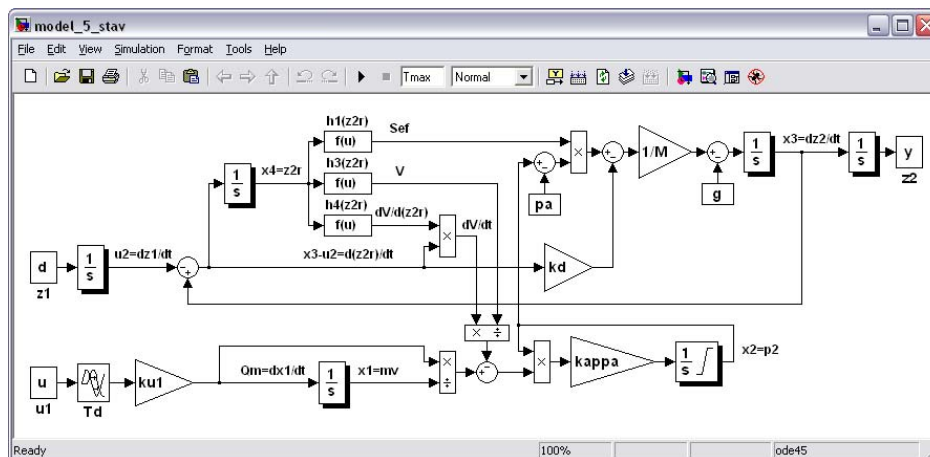 model_5_stav
File Edit View Simulation Format Tools Help
Tmax Normal
h1(z2r)
f(u)
Sef
h3(z2r)
f(u)
V
h4(z2r)
f(u)
dV/d(z2r)
dV/dt
1
s
x4=z2r
×
pa
1/M
g
1
s
x3=dz2/dt
1
s
y
z2
d
z1
1
s
u2=dz1/dt
x3-u2=d(z2r)/dt
×
kd
× ÷
u
u1
Td
ku1
Qm=dx1/dt
1
s
x1=mv
×
÷
×
kappa
1
s
x2=p2
Ready 100% ode45